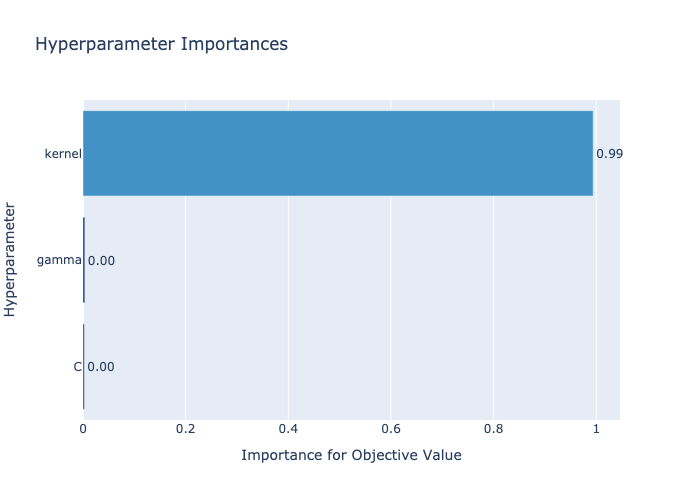 Hyperparameter Importances
kernel
0.99
gamma
0.00
C
0.00
Hyperparameter
0
0.2
0.4
0.6
0.8
1
Importance for Objective Value